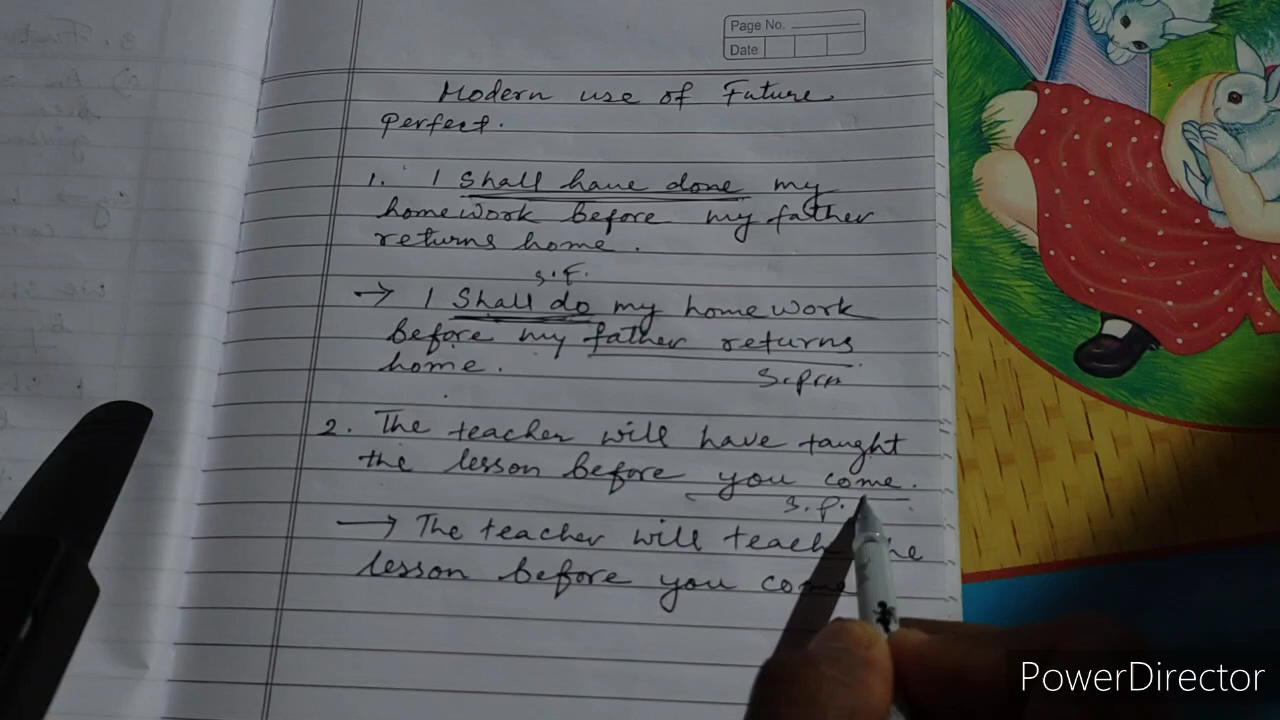 Page No.
Date
Modern use of Future
Perfect.
1. I shall have done my
homework before my father
returns home.
S.F.
→ I shall do my homework
before my father returns
home.
S.prn
2. The teacher will have taught
the lesson before you come.
S.P.
→ The teacher will teach
lesson before you come
PowerDirector